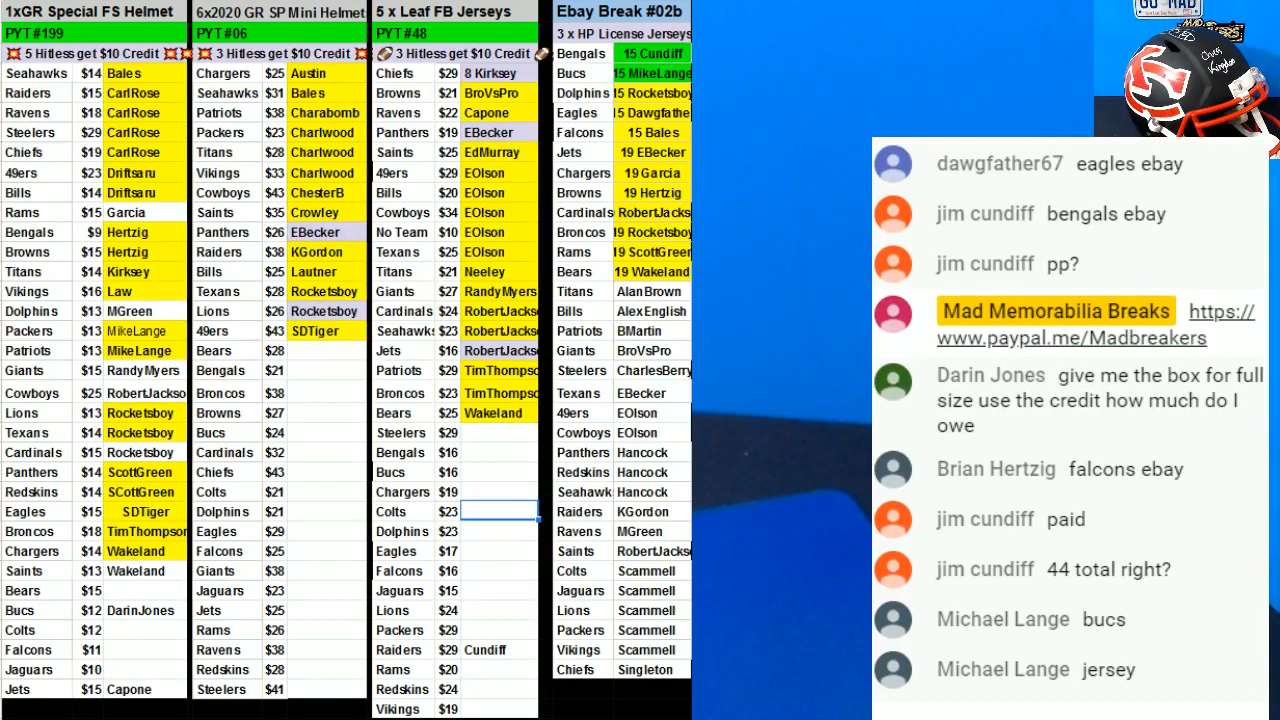 1xGR Special FS Helmet
PYT #199
5 Hitless get $10 Credit
Seahawks $14 Bales
Raiders $15 CarlRose
Ravens $18 CarlRose
Steelers $29 CarlRose
Chiefs $19 CarlRose
49ers $23 Driftsaru
Bills $14 Driftsaru
Rams $15 Garcia
Bengals $9 Hertzig
Browns $15 Hertzig
Titans $14 Kirksey
Vikings $16 Law
Dolphins $13 MGreen
Packers $13 MikeLange
Patriots $13 MikeLange
Giants $15 RandyMyers
Cowboys $25 RobertJackso
Lions $13 Rocketsboy
Texans $14 Rocketsboy
Cardinals $15 Rocketsboy
Panthers $14 ScottGreen
Redskins $14 SCottGreen
Eagles $15 SDTiger
Broncos $18 TimThompson
Chargers $14 Wakeland
Saints $13 Wakeland
Bears $15
Bucs $12 DarinJones
Colts $12
Falcons $11
Jaguars $10
Jets $15 Capone
6x2020 GR SP Mini Helmets
PYT #06
3 Hitless get $10 Credit
Chargers $25 Austin
Seahawks $31 Bales
Patriots $38 Charabomb
Packers $23 Charlwood
Titans $28 Charlwood
Vikings $33 Charlwood
Cowboys $43 ChesterB
Saints $35 Crowley
Panthers $26 EBecker
Raiders $38 KGordon
Bills $25 Lautner
Texans $28 Rocketsboy
Lions $26 Rocketsboy
49ers $43 SDTiger
Bears $28
Bengals $21
Broncos $38
Browns $27
Bucs $24
Cardinals $32
Chiefs $43
Colts $21
Dolphins $21
Eagles $29
Falcons $25
Giants $38
Jaguars $23
Jets $25
Rams $26
Ravens $38
Redskins $28
Steelers $41
5 x Leaf FB Jerseys
PYT #48
3 Hitless get $10 Credit
Chiefs $29 8 Kirksey
Browns $21 BroVsPro
Ravens $22 Capone
Panthers $19 EBecker
Saints $25 EdMurray
49ers $29 EOlson
Bills $20 EOlson
Cowboys $34 EOlson
No Team $10 EOlson
Texans $25 EOlson
Titans $21 Neeley
Giants $27 RandyMyers
Cardinals $24 RobertJacks
Seahawks $23 RobertJacks
Jets $16 RobertJacks
Patriots $29 TimThompso
Broncos $23 TimThompso
Bears $25 Wakeland
Steelers $29
Bengals $16
Bucs $16
Chargers $19
Colts $23
Dolphins $23
Eagles $17
Falcons $16
Jaguars $15
Lions $24
Packers $29
Raiders $29 Cundiff
Rams $20
Redskins $24
Vikings $19
Ebay Break #02b
3 x HP License Jerseys
Bengals 15 Cundiff
Bucs 15 MikeLange
Dolphins 15 Rocketsboy
Eagles 15 Dawgfathe
Falcons 15 Bales
Jets 19 EBecker
Chargers 19 Garcia
Browns 19 Hertzig
Cardinals RobertJacks
Broncos 19 Rocketsboy
Rams 19 ScottGreen
Bears 19 Wakeland
Titans AlanBrown
Bills AlexEnglish
Patriots BMartin
Giants BroVsPro
Steelers CharlesBerry
Texans EBecker
49ers EOlson
Cowboys EOlson
Panthers Hancock
Redskins Hancock
Seahawk Hancock
Raiders KGordon
Ravens MGreen
Saints RobertJacks
Colts Scammell
Jaguars Scammell
Lions Scammell
Packers Scammell
Vikings Scammell
Chiefs Singleton
GO MAD
dawgfather67 eagles ebay
jim cundiff bengals ebay
jim cundiff pp?
Mad Memorabilia Breaks https://
www.paypal.me/Madbreakers
Darin Jones give me the box for full
size use the credit how much do I
owe
Brian Hertzig falcons ebay
jim cundiff paid
jim cundiff 44 total right?
Michael Lange bucs
Michael Lange jersey